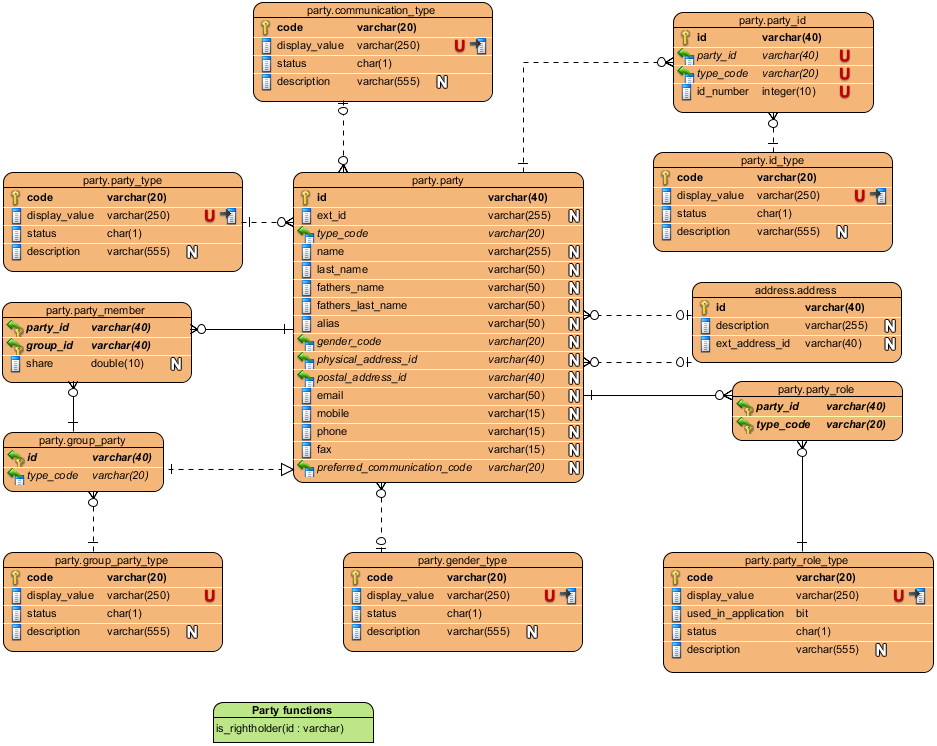 party.communication_type
code varchar(20)
display_value varchar(250) U
status char(1)
description varchar(555) N
party.party_id
id varchar(40)
party_id varchar(40) U
type_code varchar(20) U
id_number integer(10) U
party.id_type
code varchar(20)
display_value varchar(250) U
status char(1)
description varchar(555) N
party.party_type
code varchar(20)
display_value varchar(250) U
status char(1)
description varchar(555) N
party.party
id varchar(40)
ext_id varchar(255) N
type_code varchar(20)
name varchar(255) N
last_name varchar(50) N
fathers_name varchar(50) N
fathers_last_name varchar(50) N
alias varchar(50) N
gender_code varchar(20) N
physical_address_id varchar(40) N
postal_address_id varchar(40) N
email varchar(50) N
mobile varchar(15) N
phone varchar(15) N
fax varchar(15) N
preferred_communication_code varchar(20) N
address.address
id varchar(40)
description varchar(255) N
ext_address_id varchar(40) N
party.party_member
party_id varchar(40)
group_id varchar(40)
share double(10) N
party.party_role
party_id varchar(40)
type_code varchar(20)
party.group_party
id varchar(40)
type_code varchar(20)
party.group_party_type
code varchar(20)
display_value varchar(250) U
status char(1)
description varchar(555) N
party.gender_type
code varchar(20)
display_value varchar(250) U
status char(1)
description varchar(555) N
party.party_role_type
code varchar(20)
display_value varchar(250) U
used_in_application bit
status char(1)
description varchar(555) N
Party functions
is_rightholder(id : varchar)